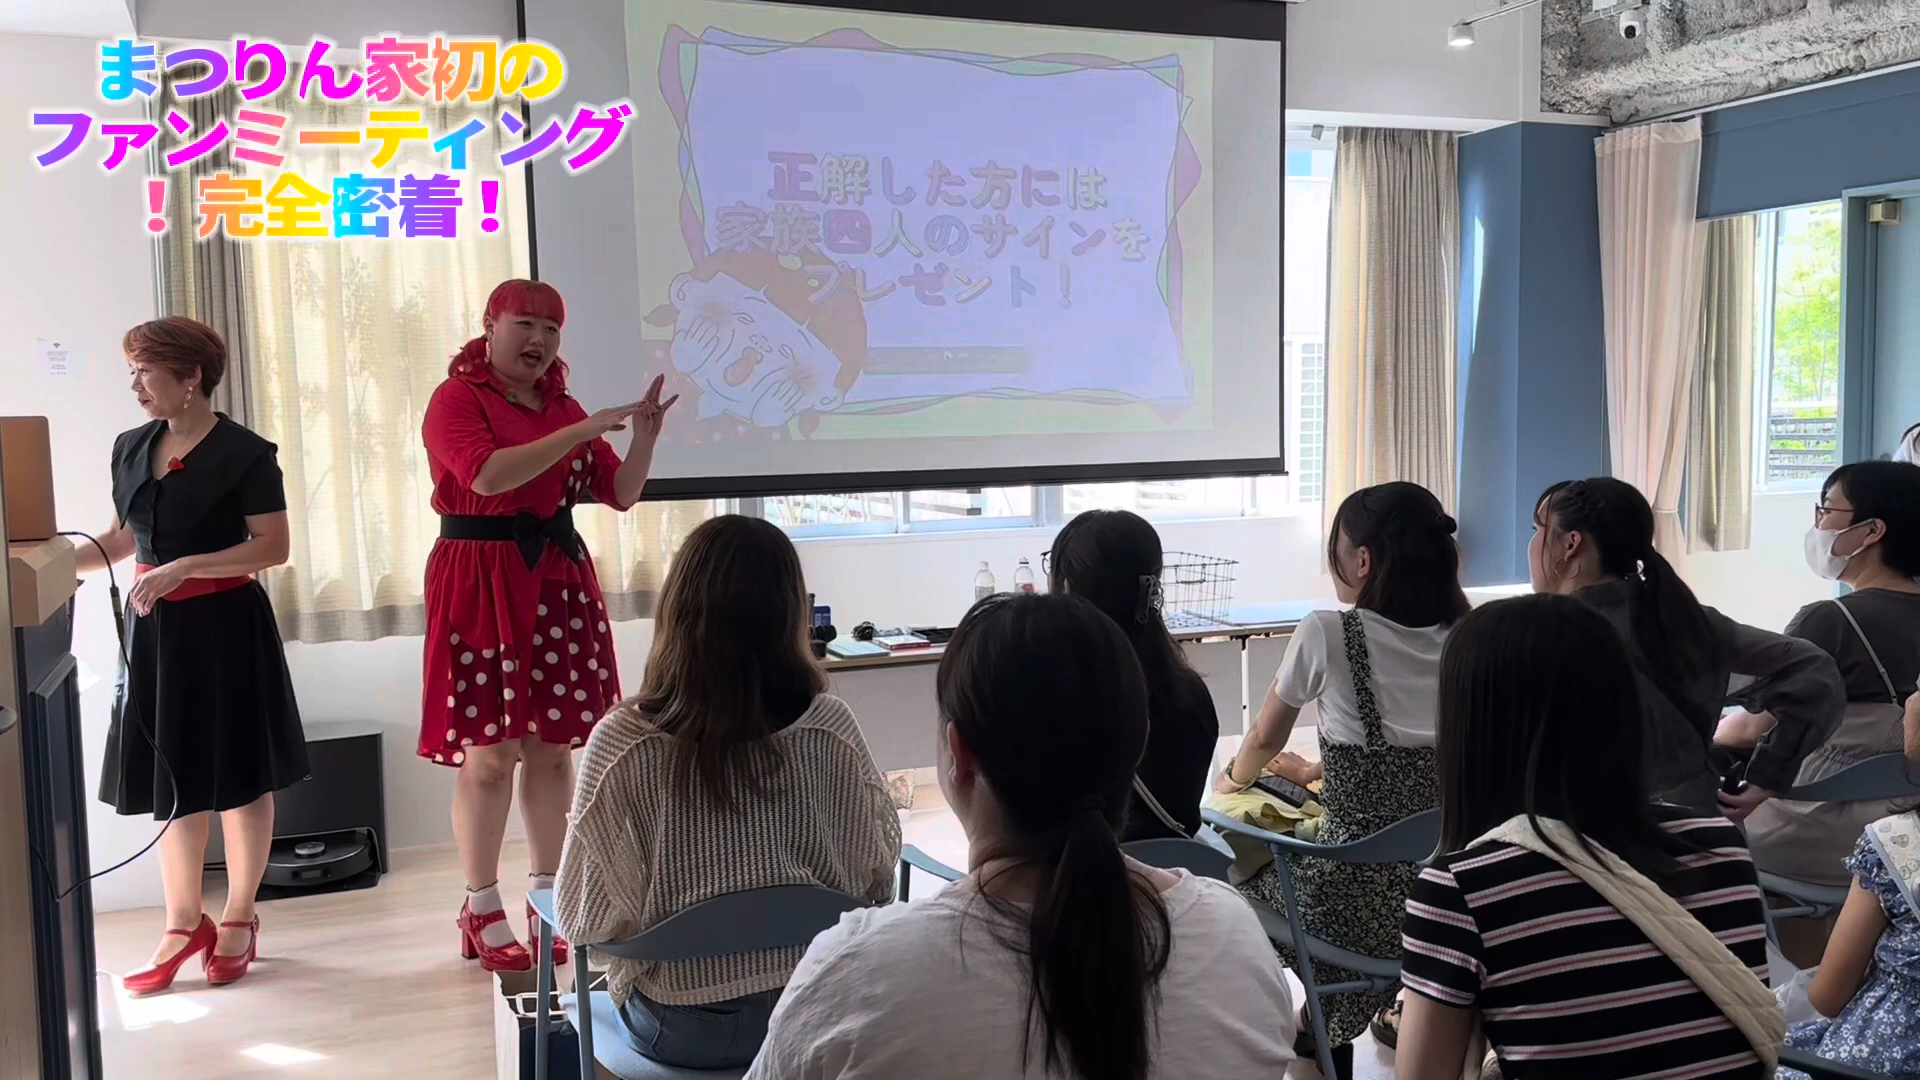 まつりん家初の
ファンミーティング
！完全密着！
正解した方には
家族四人のサインを
プレゼント！